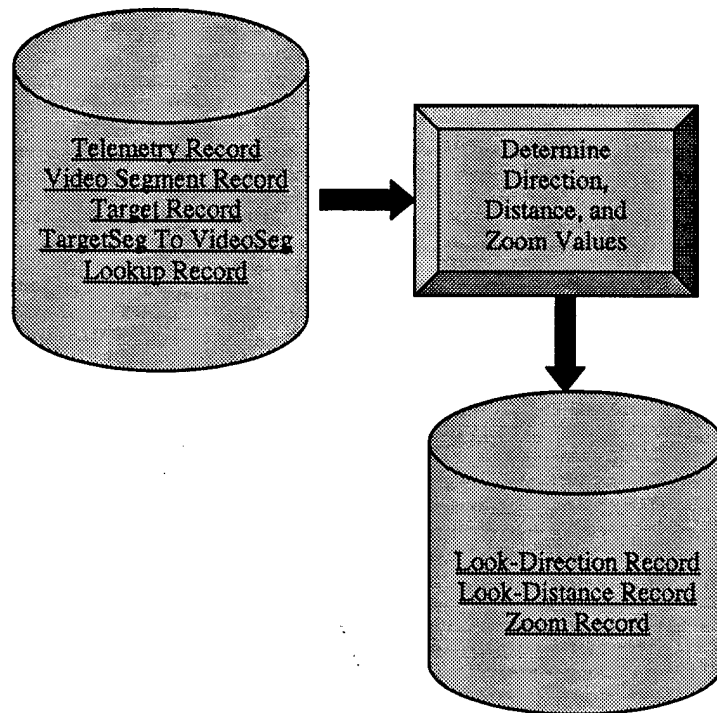 Telemetry Record
Video Segment Record
Target Record
TargetSeg To VideoSeg
Lookup Record
Determine
Direction,
Distance, and
Zoom Values
Look-Direction Record
Look-Distance Record
Zoom Record